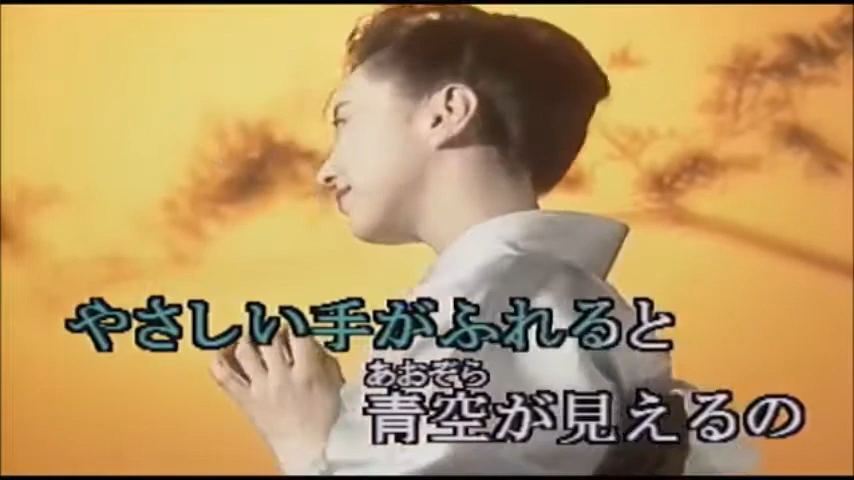 やさしい手がふれると
あおぞら
青空が見えるの